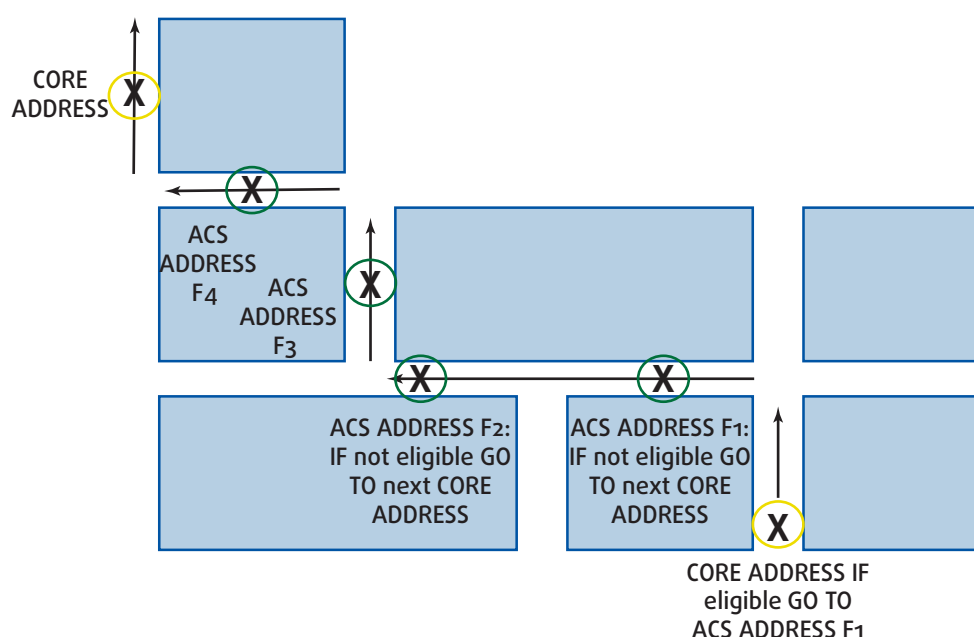 CORE
ADDRESS
X
X
ACS
ADDRESS
F4
ACS
ADDRESS
F3
X
X
X
ACS ADDRESS F2:
IF not eligible GO
TO next CORE
ADDRESS
ACS ADDRESS F1:
IF not eligible GO
TO next CORE
ADDRESS
X
CORE ADDRESS IF
eligible GO TO
ACS ADDRESS F1